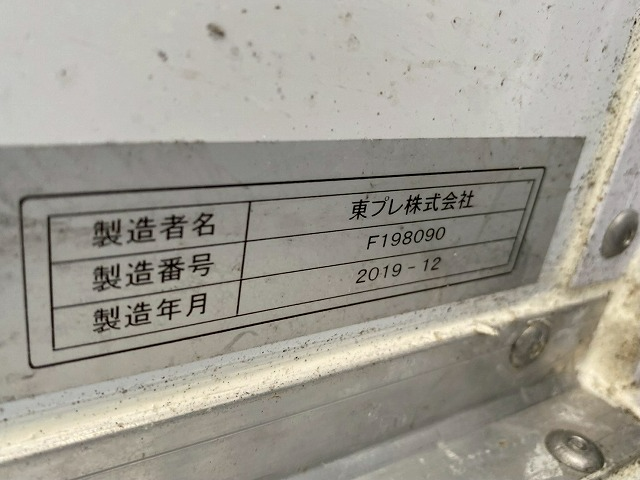 製造者名 東プレ株式会社
製造番号 F198090
製造年月 2019-12